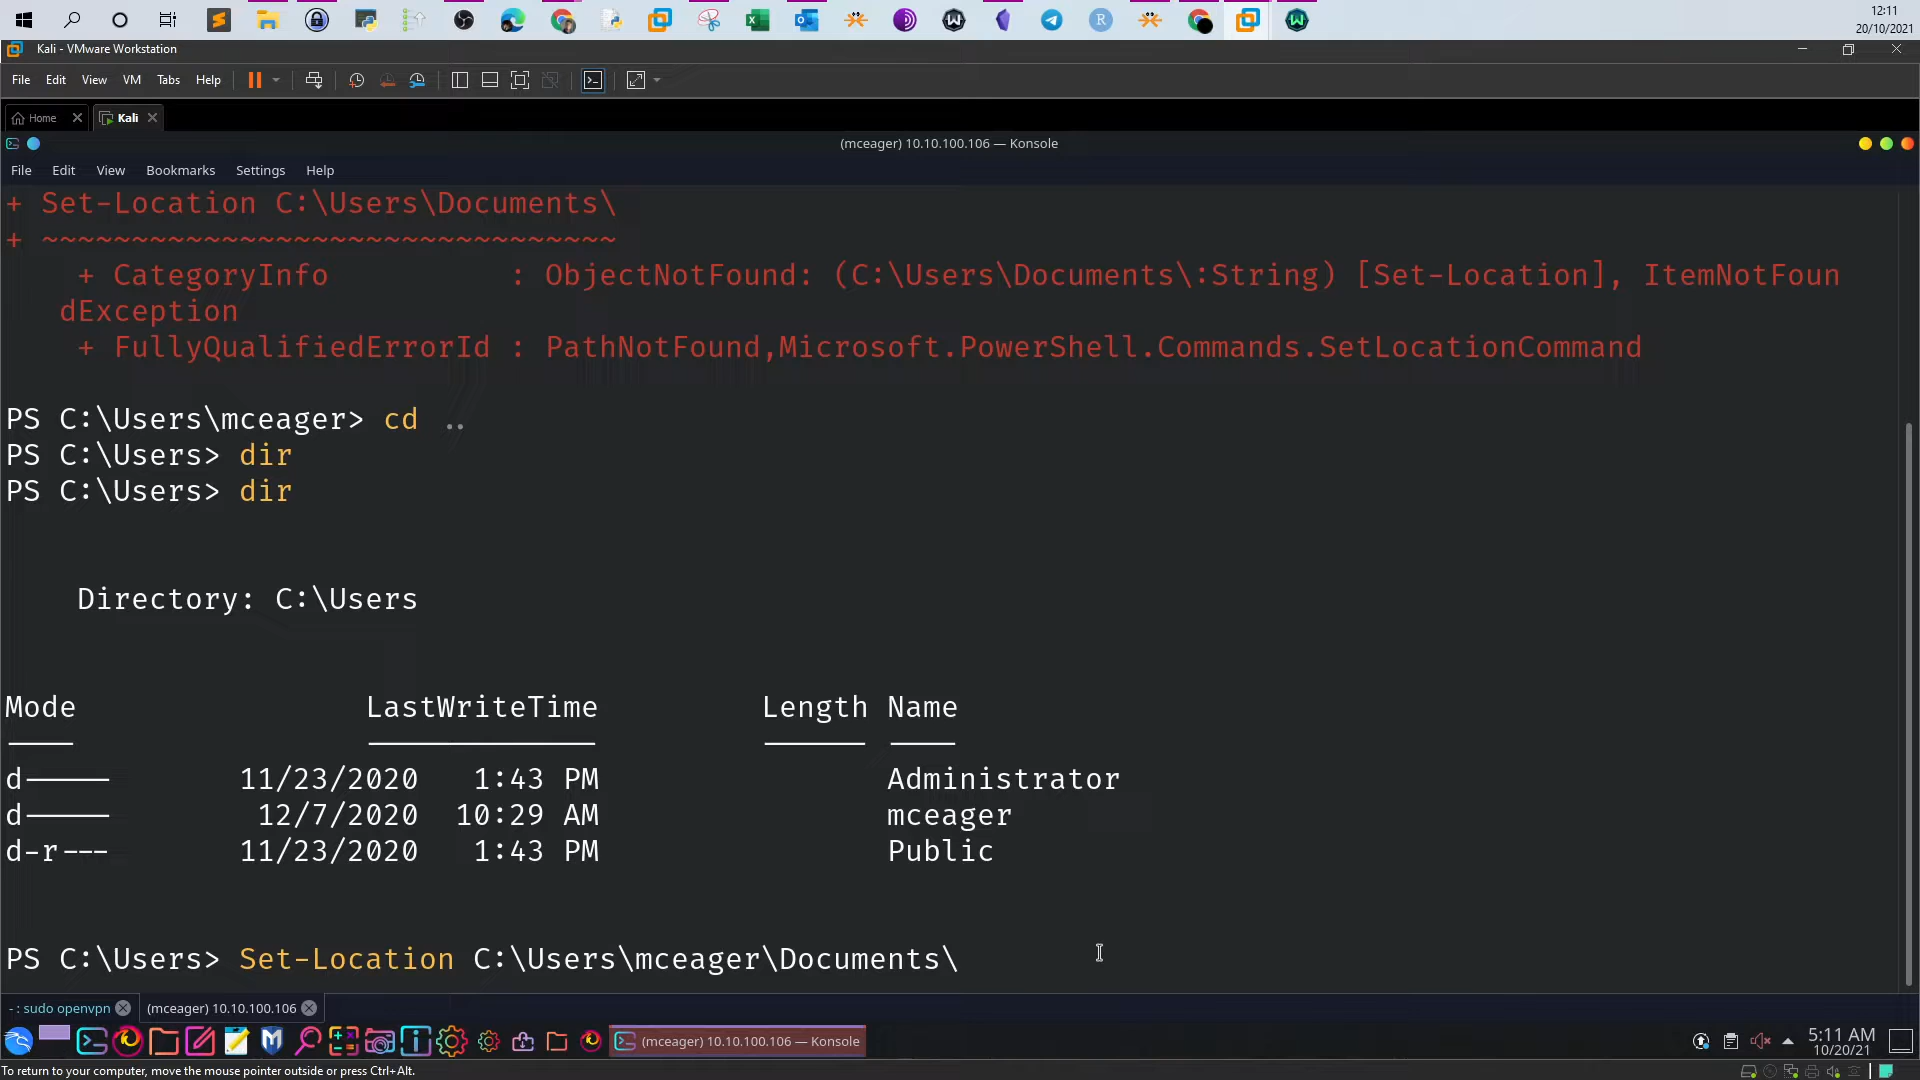 12:11
20/10/2021
Kali - VMware Workstation
File Edit View VM Tabs Help
Home Kali
(mceager) 10.10.100.106 — Konsole
File Edit View Bookmarks Settings Help
+ Set-Location C:\Users\Documents\
+ ~~~~~~~~~~~~~~~~~~~~~~~~~~~~~~~~
+ CategoryInfo : ObjectNotFound: (C:\Users\Documents\:String) [Set-Location], ItemNotFoun
dException
+ FullyQualifiedErrorId : PathNotFound,Microsoft.PowerShell.Commands.SetLocationCommand
PS C:\Users\mceager> cd ..
PS C:\Users> dir
PS C:\Users> dir
Directory: C:\Users
Mode LastWriteTime Length Name
---- ------------- ------ ----
d----- 11/23/2020 1:43 PM Administrator
d----- 12/7/2020 10:29 AM mceager
d-r--- 11/23/2020 1:43 PM Public
PS C:\Users> Set-Location C:\Users\mceager\Documents\
- : sudo openvpn (mceager) 10.10.100.106
(mceager) 10.10.100.106 — Konsole
5:11 AM
10/20/21
To return to your computer, move the mouse pointer outside or press Ctrl+Alt.